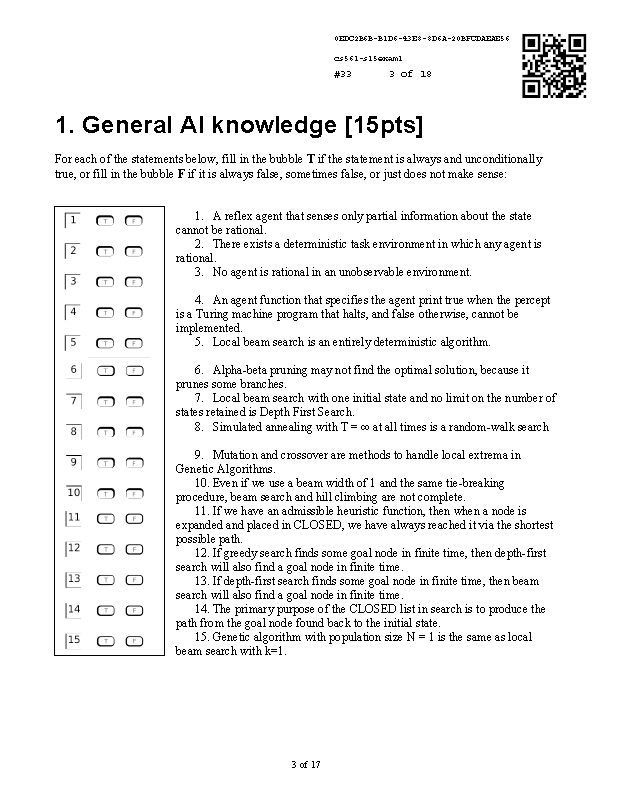 0EDC2B6B-B1D6-43E8-8D6A-20BFCDAEAE56
cs561-s15exam1
#33 3 of 18
1. General AI knowledge [15pts]
For each of the statements below, fill in the bubble T if the statement is always and unconditionally
true, or fill in the bubble F if it is always false, sometimes false, or just does not make sense:
1 T F
2 T F
3 T F
4 T F
5 T F
6 T F
7 T F
8 T F
9 T F
10 T F
11 T F
12 T F
13 T F
14 T F
15 T F
1. A reflex agent that senses only partial information about the state
cannot be rational.
2. There exists a deterministic task environment in which any agent is
rational.
3. No agent is rational in an unobservable environment.
4. An agent function that specifies the agent print true when the percept
is a Turing machine program that halts, and false otherwise, cannot be
implemented.
5. Local beam search is an entirely deterministic algorithm.
6. Alpha-beta pruning may not find the optimal solution, because it
prunes some branches.
7. Local beam search with one initial state and no limit on the number of
states retained is Depth First Search.
8. Simulated annealing with T = ∞ at all times is a random-walk search
9. Mutation and crossover are methods to handle local extrema in
Genetic Algorithms.
10. Even if we use a beam width of 1 and the same tie-breaking
procedure, beam search and hill climbing are not complete.
11. If we have an admissible heuristic function, then when a node is
expanded and placed in CLOSED, we have always reached it via the shortest
possible path.
12. If greedy search finds some goal node in finite time, then depth-first
search will also find a goal node in finite time.
13. If depth-first search finds some goal node in finite time, then beam
search will also find a goal node in finite time.
14. The primary purpose of the CLOSED list in search is to produce the
path from the goal node found back to the initial state.
15. Genetic algorithm with population size N = 1 is the same as local
beam search with k=1.
3 of 17